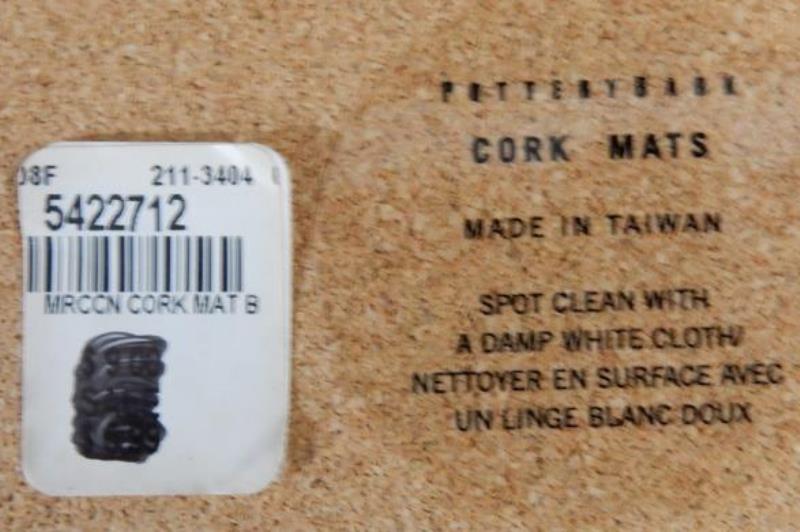 08F 211-3404
5422712
MRCCN CORK MAT B
POTTERYBARN
CORK MATS
MADE IN TAIWAN
SPOT CLEAN WITH
A DAMP WHITE CLOTH/
NETTOYER EN SURFACE AVEC
UN LINGE BLANC DOUX